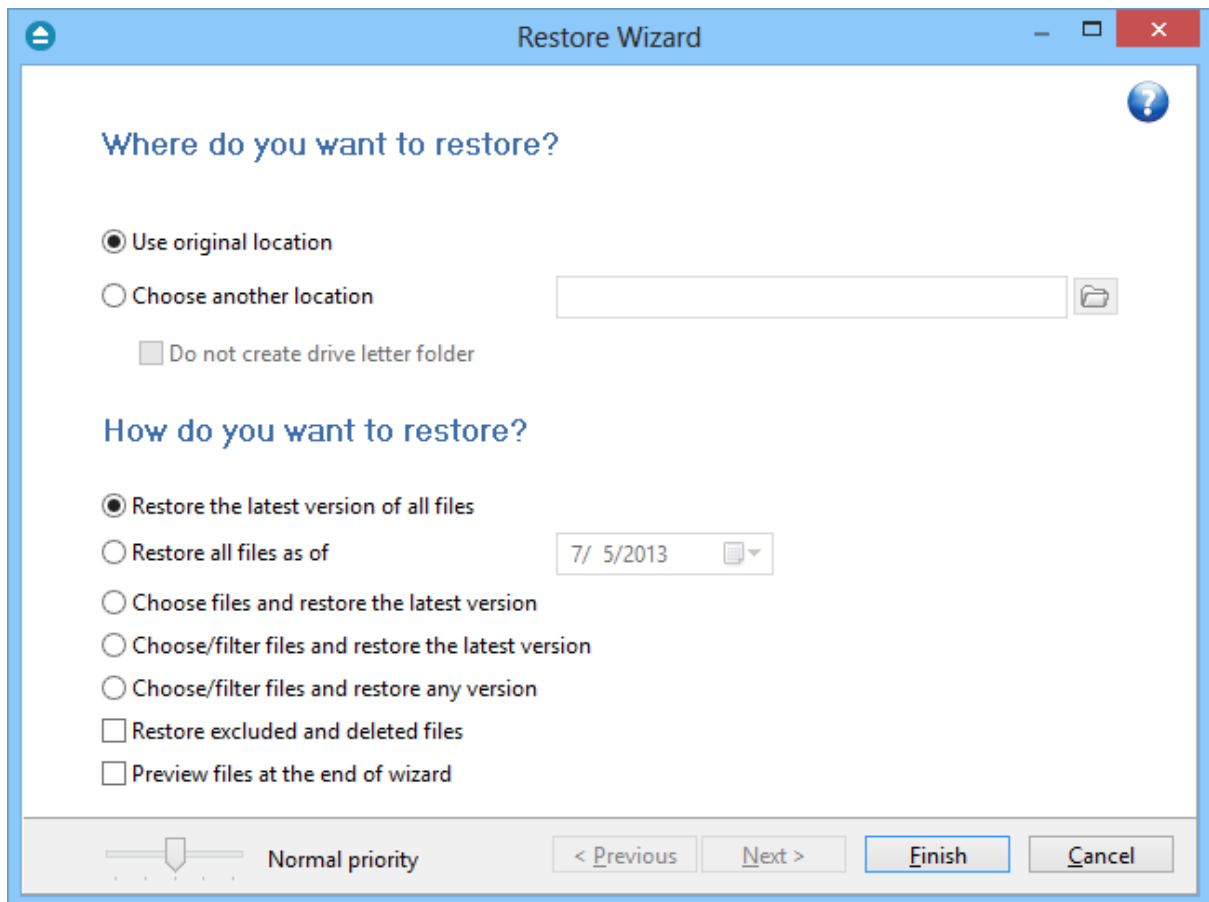 Restore Wizard
Where do you want to restore?
Use original location
Choose another location
Do not create drive letter folder
How do you want to restore?
Restore the latest version of all files
Restore all files as of 7/ 5/2013
Choose files and restore the latest version
Choose/filter files and restore the latest version
Choose/filter files and restore any version
Restore excluded and deleted files
Preview files at the end of wizard
Normal priority < Previous Next > Finish Cancel